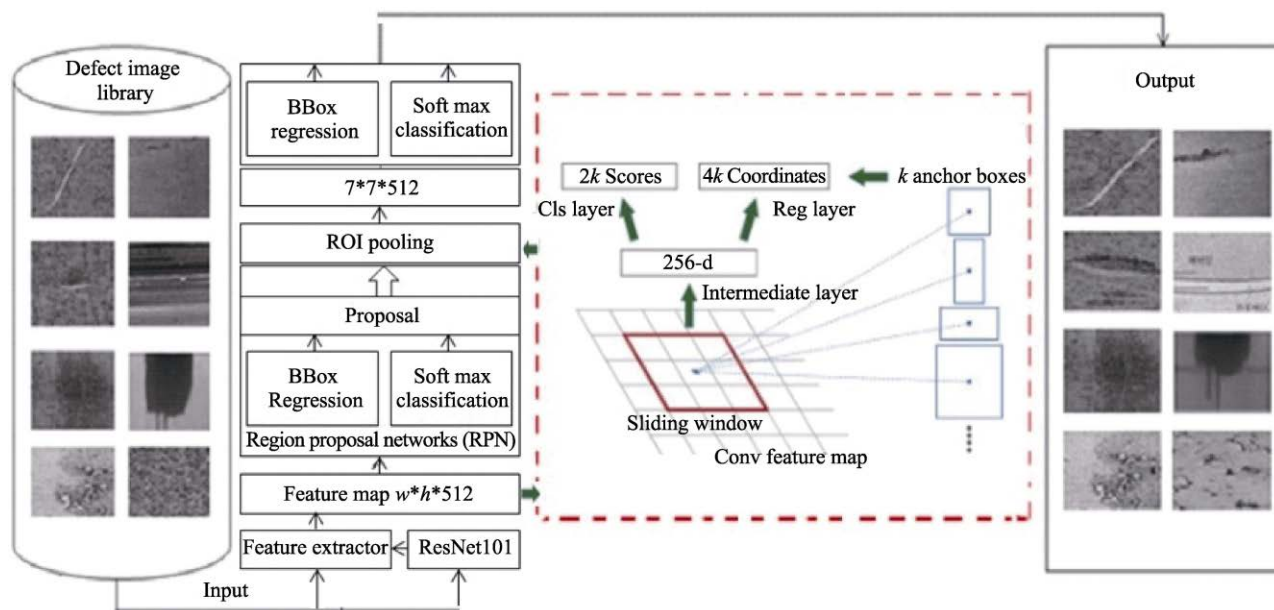 Defect image
library
BBox
regression
Soft max
classification
7*7*512
ROI pooling
Proposal
BBox
Regression
Soft max
classification
Region proposal networks (RPN)
Feature map w*h*512
Feature extractor
ResNet101
Input
2k Scores
4k Coordinates
k anchor boxes
Cls layer
Reg layer
256-d
Intermediate layer
Sliding window
Conv feature map
Output